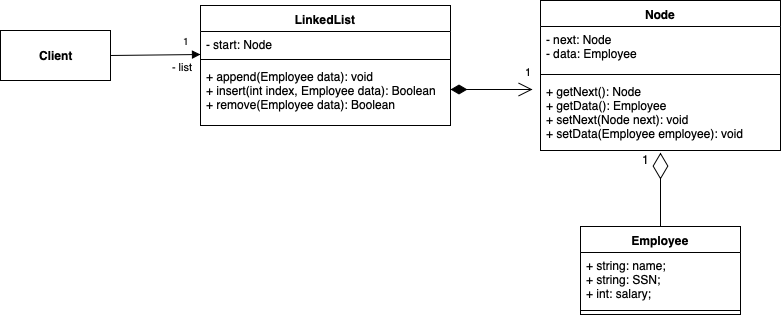 Client
1
- list
LinkedList
- start: Node
+ append(Employee data): void
+ insert(int index, Employee data): Boolean
+ remove(Employee data): Boolean
1
Node
- next: Node
- data: Employee
+ getNext(): Node
+ getData(): Employee
+ setNext(Node next): void
+ setData(Employee employee): void
1
Employee
+ string: name;
+ string: SSN;
+ int: salary;